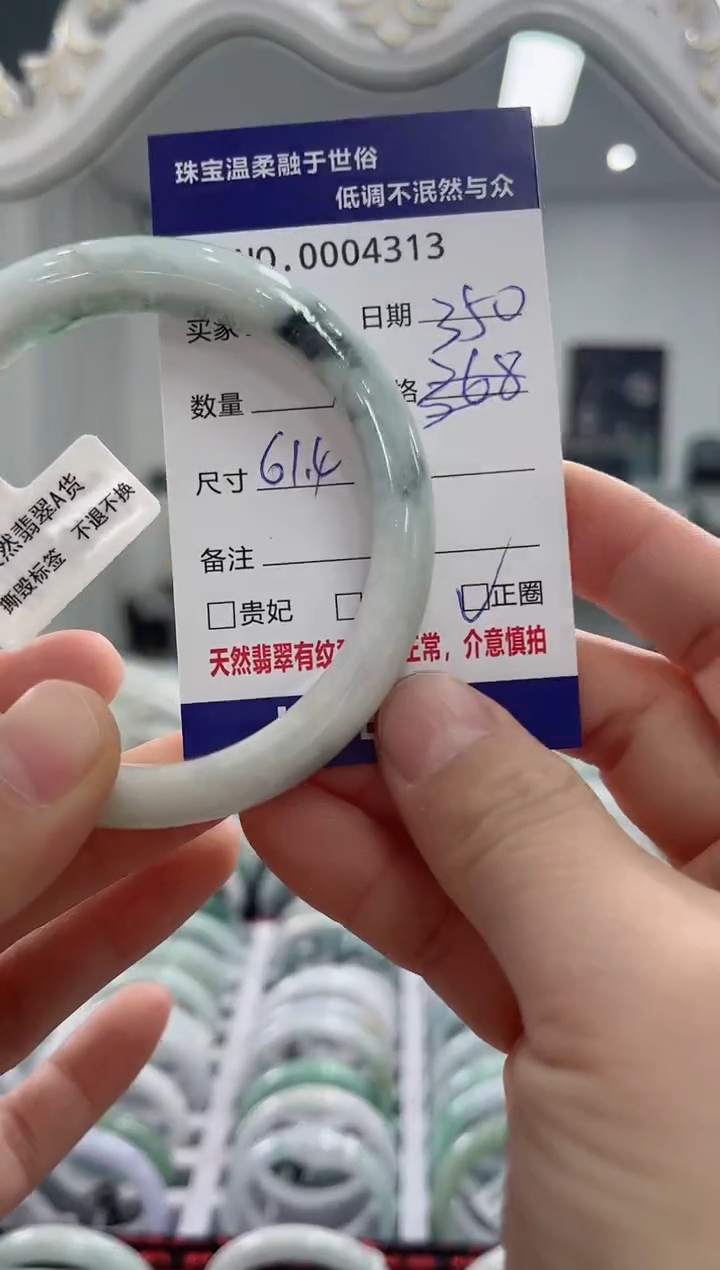 珠宝温柔融于世俗
低调不泯然与众
NO.0004313
买家
日期 350
数量
格 368
尺寸 61.4
备注
贵妃
正圈
天然翡翠有纹 正常，介意慎拍
然翡翠A货
撕毁标签 不退不换